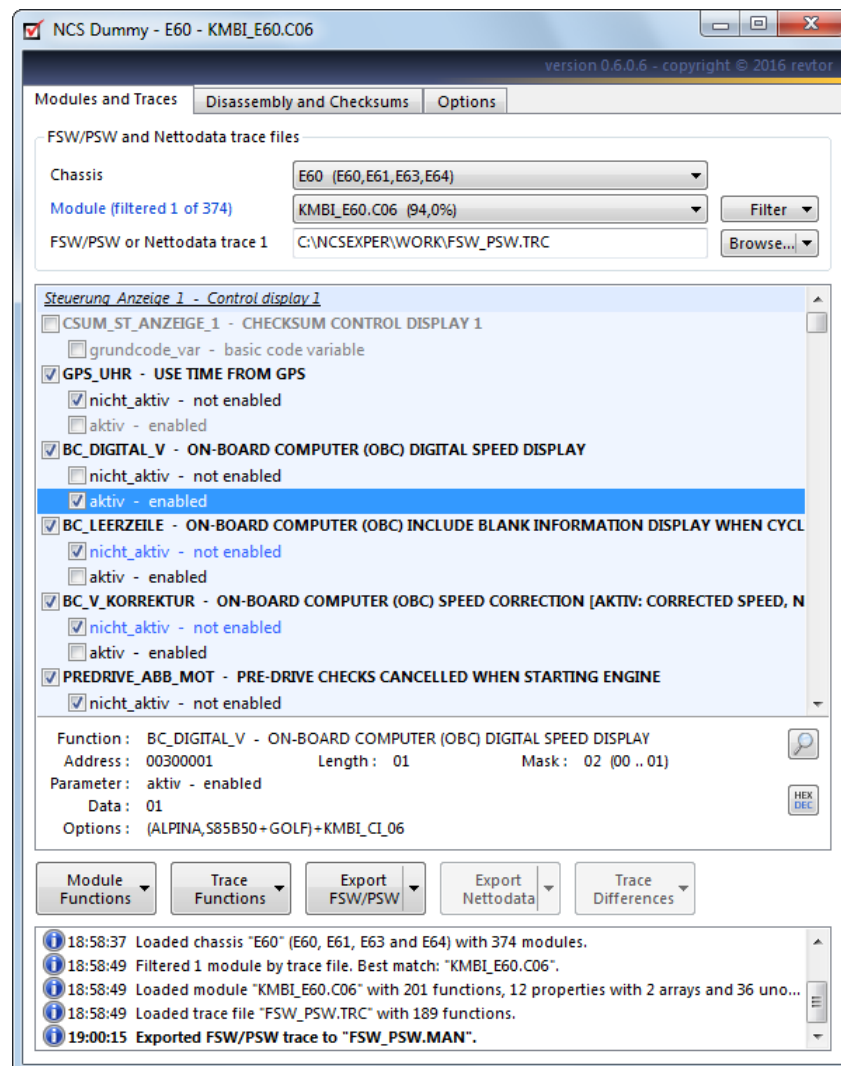 NCS Dummy - E60 - KMBI_E60.C06
version 0.6.0.6 - copyright © 2016 revtor
Modules and Traces
Disassembly and Checksums
Options
FSW/PSW and Nettodata trace files
Chassis
E60 (E60,E61,E63,E64)
Module (filtered 1 of 374)
KMBI_E60.C06 (94,0%)
Filter
FSW/PSW or Nettodata trace 1
C:\NCSEXPER\WORK\FSW_PSW.TRC
Browse...
Steuerung Anzeige 1 - Control display 1
CSUM_ST_ANZEIGE_1 - CHECKSUM CONTROL DISPLAY 1
grundcode_var - basic code variable
GPS_UHR - USE TIME FROM GPS
nicht_aktiv - not enabled
aktiv - enabled
BC_DIGITAL_V - ON-BOARD COMPUTER (OBC) DIGITAL SPEED DISPLAY
nicht_aktiv - not enabled
aktiv - enabled
BC_LEERZEILE - ON-BOARD COMPUTER (OBC) INCLUDE BLANK INFORMATION DISPLAY WHEN CYCL
nicht_aktiv - not enabled
aktiv - enabled
BC_V_KORREKTUR - ON-BOARD COMPUTER (OBC) SPEED CORRECTION [AKTIV: CORRECTED SPEED, N
nicht_aktiv - not enabled
aktiv - enabled
PREDRIVE_ABB_MOT - PRE-DRIVE CHECKS CANCELLED WHEN STARTING ENGINE
nicht_aktiv - not enabled
Function : BC_DIGITAL_V - ON-BOARD COMPUTER (OBC) DIGITAL SPEED DISPLAY
Address : 00300001 Length : 01 Mask : 02 (00 .. 01)
Parameter : aktiv - enabled
Data : 01
HEX
DEC
Options : (ALPINA,S85B50+GOLF)+KMBI_CI_06
Module
Functions
Trace
Functions
Export
FSW/PSW
Export
Nettodata
Trace
Differences
18:58:37 Loaded chassis "E60" (E60, E61, E63 and E64) with 374 modules.
18:58:49 Filtered 1 module by trace file. Best match: "KMBI_E60.C06".
18:58:49 Loaded module "KMBI_E60.C06" with 201 functions, 12 properties with 2 arrays and 36 uno...
18:58:49 Loaded trace file "FSW_PSW.TRC" with 189 functions.
19:00:15 Exported FSW/PSW trace to "FSW_PSW.MAN".